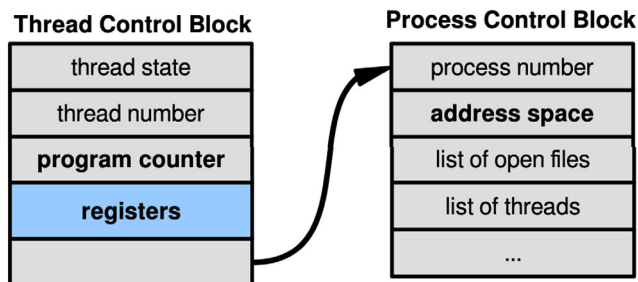 Thread Control Block
thread state
thread number
program counter
registers
Process Control Block
process number
address space
list of open files
list of threads
...